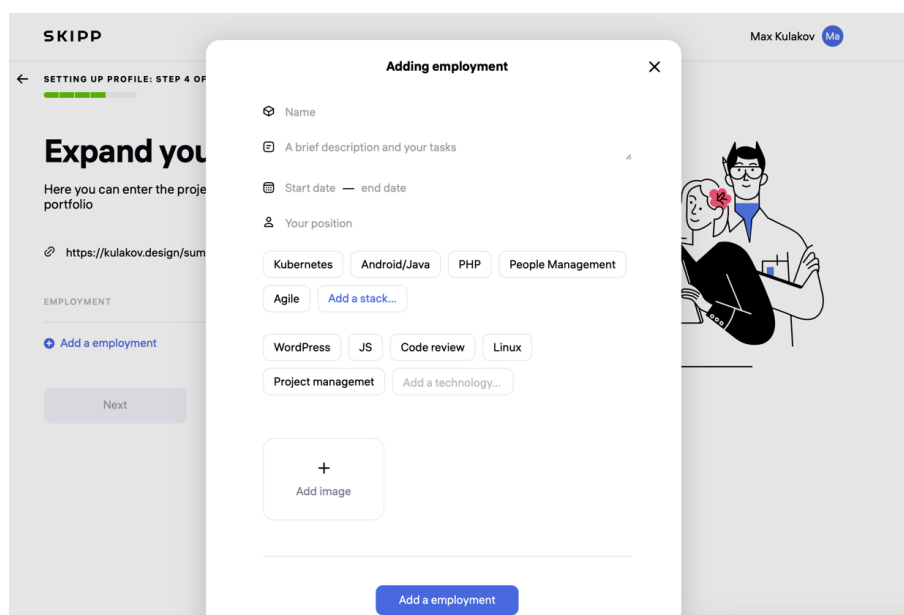 SKIPP
Max Kulakov Ma
Adding employment
SETTING UP PROFILE: STEP 4 OF
Name
Expand you
A brief description and your tasks
Here you can enter the proje
portfolio
Start date — end date
Your position
https://kulakov.design/sum
Kubernetes Android/Java PHP People Management
Agile Add a stack...
EMPLOYMENT
Add a employment
WordPress JS Code review Linux
Project managemet Add a technology...
Next
Add image
Add a employment